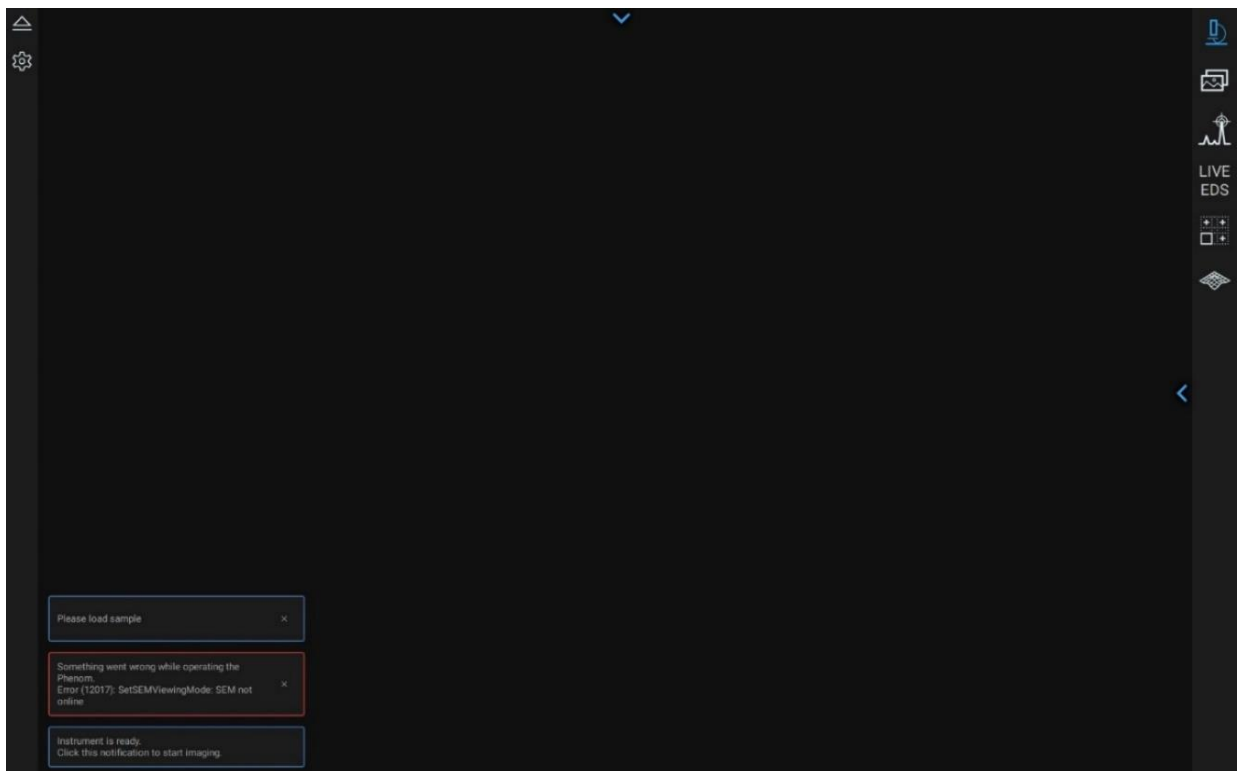 LIVE
EDS
Please load sample
Something went wrong while operating the
Phenom.
Error (12017): SetSEMViewingMode: SEM not
online
Instrument is ready.
Click this notification to start imaging.